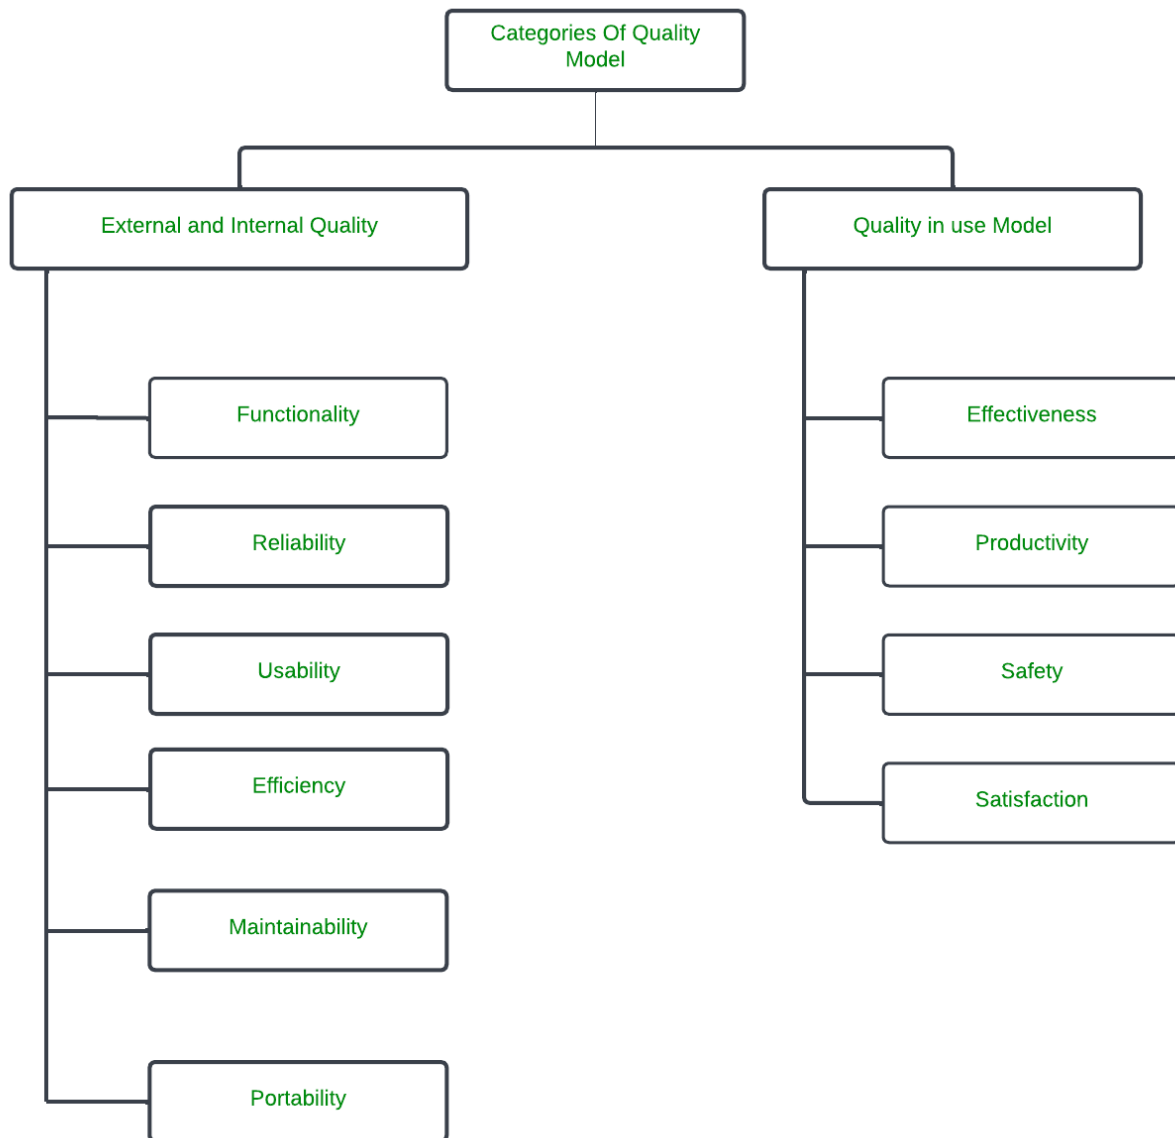 Categories Of Quality
Model
External and Internal Quality
Quality in use Model
Functionality
Effectiveness
Reliability
Productivity
Usability
Safety
Efficiency
Satisfaction
Maintainability
Portability